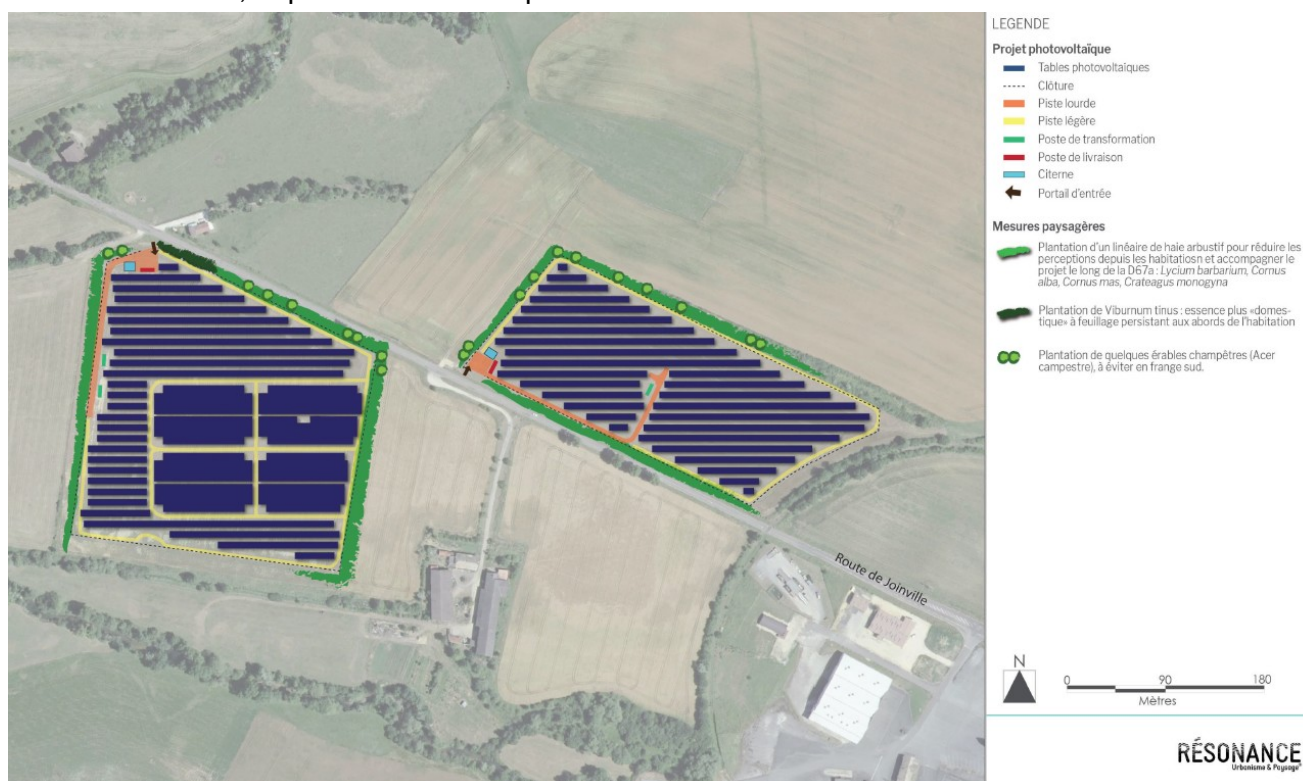 LEGENDE
Projet photovoltaïque
Tables photovoltaïques
Clôture
Piste lourde
Piste légère
Poste de transformation
Poste de livraison
Citerne
Portail d'entrée
Mesures paysagères
Plantation d'un linéaire de haie arbustif pour réduire les
perceptions depuis les habitatiosn et accompagner le
projet le long de la D67a : Lycium barbarium, Cornus
alba, Cornus mas, Crataegus monogyna
Plantation de Viburnum tinus : essence plus «domes-
tique» à feuillage persistant aux abords de l'habitation
Plantation de quelques érables champêtres (Acer
campestre), à éviter en frange sud.
Route de Joinville
N
0 90 180
Mètres
RÉSONANCE
Urbanisme & Paysage